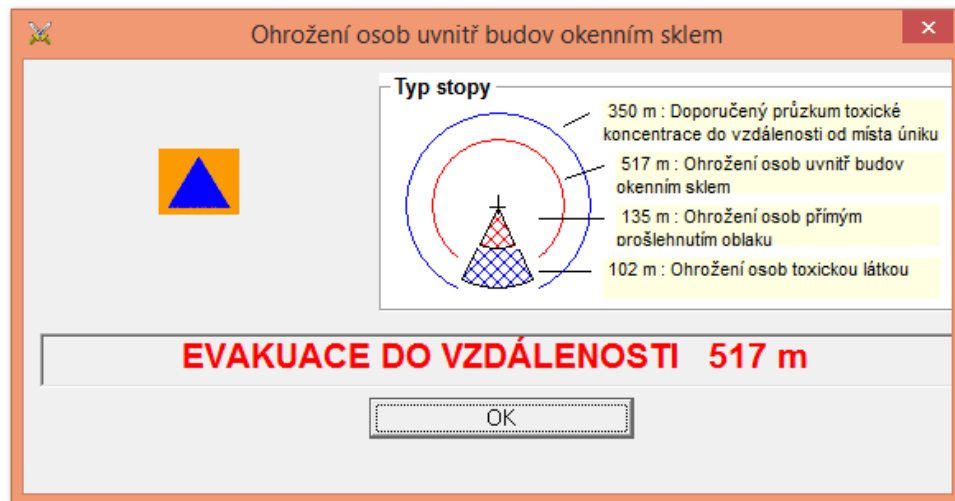 Ohrožení osob uvnitř budov okenním sklem
Typ stopy
350 m : Doporučený průzkum toxické
koncentrace do vzdálenosti od místa úniku
517 m : Ohrožení osob uvnitř budov
okenním sklem
135 m : Ohrožení osob přímým
prošlehnutím oblaku
102 m : Ohrožení osob toxickou látkou
EVAKUACE DO VZDÁLENOSTI 517 m
OK